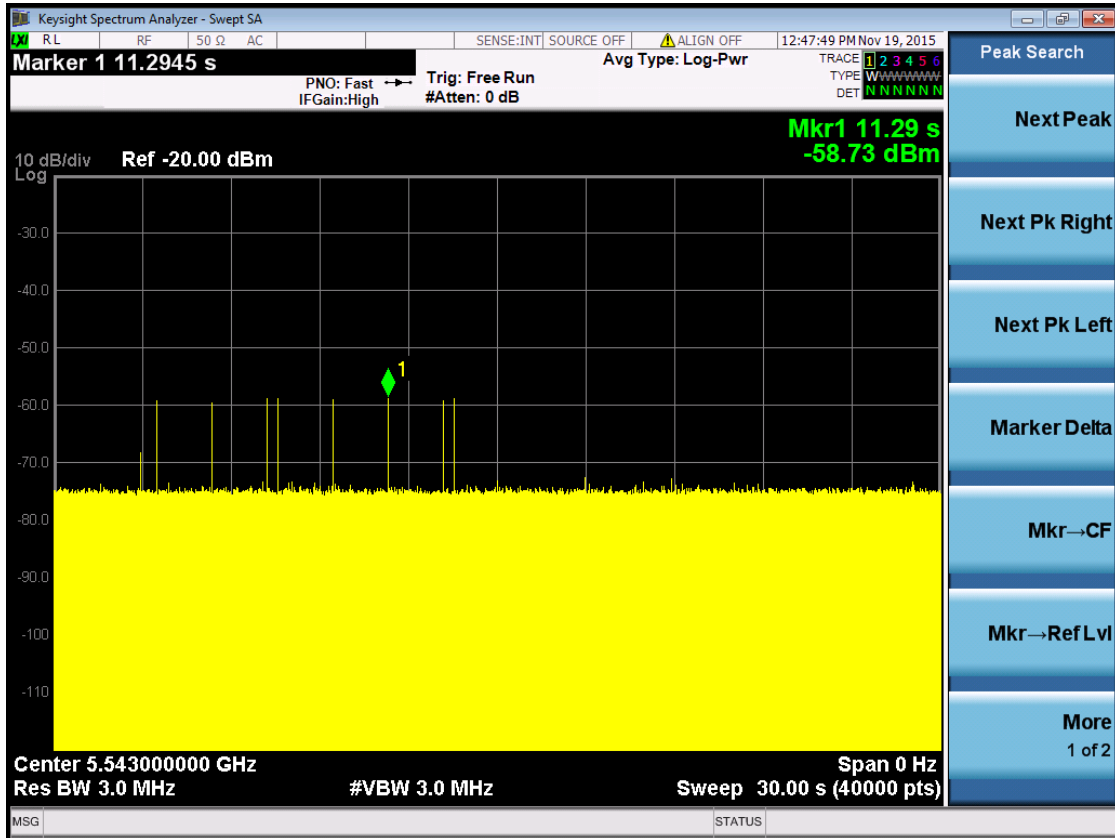 Keysight Spectrum Analyzer - Swept SA
LXI RL RF 50 Ω AC SENSE:INT SOURCE OFF ALIGN OFF 12:47:49 PM Nov 19, 2015
Marker 1 11.2945 s
PNO: Fast
IFGain:High
Trig: Free Run
#Atten: 0 dB
Avg Type: Log-Pwr
TRACE 1 2 3 4 5 6
TYPE WWWWWW
DET N N N N N N
Mkr1 11.29 s
-58.73 dBm
10 dB/div Ref -20.00 dBm
Log
-30.0
-40.0
-50.0
1
-60.0
-70.0
-80.0
-90.0
-100
-110
Center 5.543000000 GHz Span 0 Hz
Res BW 3.0 MHz #VBW 3.0 MHz Sweep 30.00 s (40000 pts)
MSG STATUS
Peak Search
Next Peak
Next Pk Right
Next Pk Left
Marker Delta
Mkr→CF
Mkr→Ref Lvl
More
1 of 2